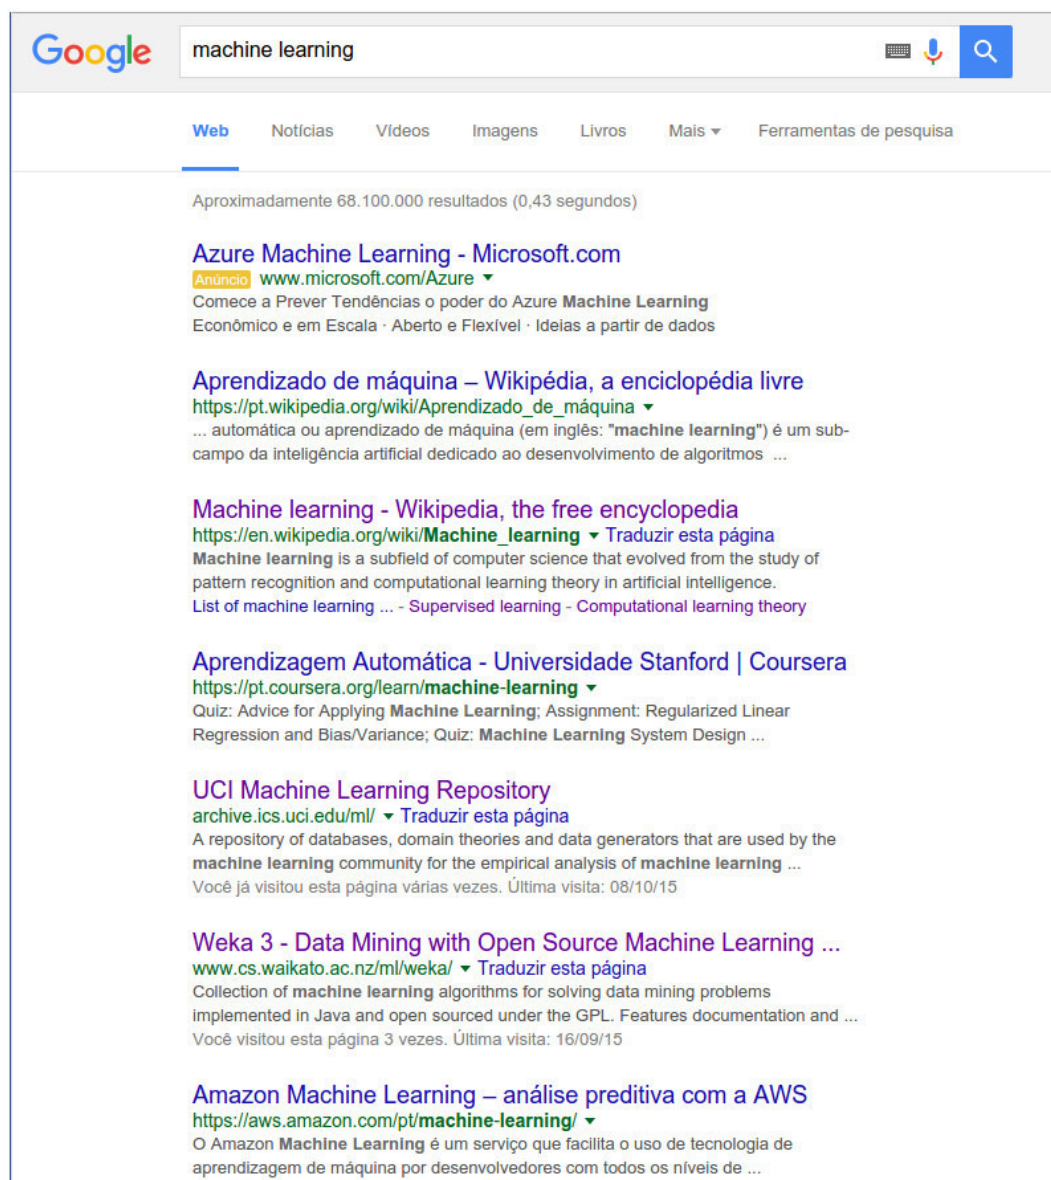 Google machine learning
Web Notícias Vídeos Imagens Livros Mais Ferramentas de pesquisa
Aproximadamente 68.100.000 resultados (0,43 segundos)
Azure Machine Learning - Microsoft.com
Anúncio www.microsoft.com/Azure
Comece a Prever Tendências o poder do Azure Machine Learning
Econômico e em Escala · Aberto e Flexível · Ideias a partir de dados
Aprendizado de máquina – Wikipédia, a enciclopédia livre
https://pt.wikipedia.org/wiki/Aprendizado_de_máquina
... automática ou aprendizado de máquina (em inglês: "machine learning") é um sub-
campo da inteligência artificial dedicado ao desenvolvimento de algoritmos ...
Machine learning - Wikipedia, the free encyclopedia
https://en.wikipedia.org/wiki/Machine_learning Traduzir esta página
Machine learning is a subfield of computer science that evolved from the study of
pattern recognition and computational learning theory in artificial intelligence.
List of machine learning ... - Supervised learning - Computational learning theory
Aprendizagem Automática - Universidade Stanford | Coursera
https://pt.coursera.org/learn/machine-learning
Quiz: Advice for Applying Machine Learning; Assignment: Regularized Linear
Regression and Bias/Variance; Quiz: Machine Learning System Design ...
UCI Machine Learning Repository
archive.ics.uci.edu/ml/ Traduzir esta página
A repository of databases, domain theories and data generators that are used by the
machine learning community for the empirical analysis of machine learning ...
Você já visitou esta página várias vezes. Última visita: 08/10/15
Weka 3 - Data Mining with Open Source Machine Learning ...
www.cs.waikato.ac.nz/ml/weka/ Traduzir esta página
Collection of machine learning algorithms for solving data mining problems
implemented in Java and open sourced under the GPL. Features documentation and ...
Você visitou esta página 3 vezes. Última visita: 16/09/15
Amazon Machine Learning – análise preditiva com a AWS
https://aws.amazon.com/pt/machine-learning/
O Amazon Machine Learning é um serviço que facilita o uso de tecnologia de
aprendizagem de máquina por desenvolvedores com todos os níveis de ...